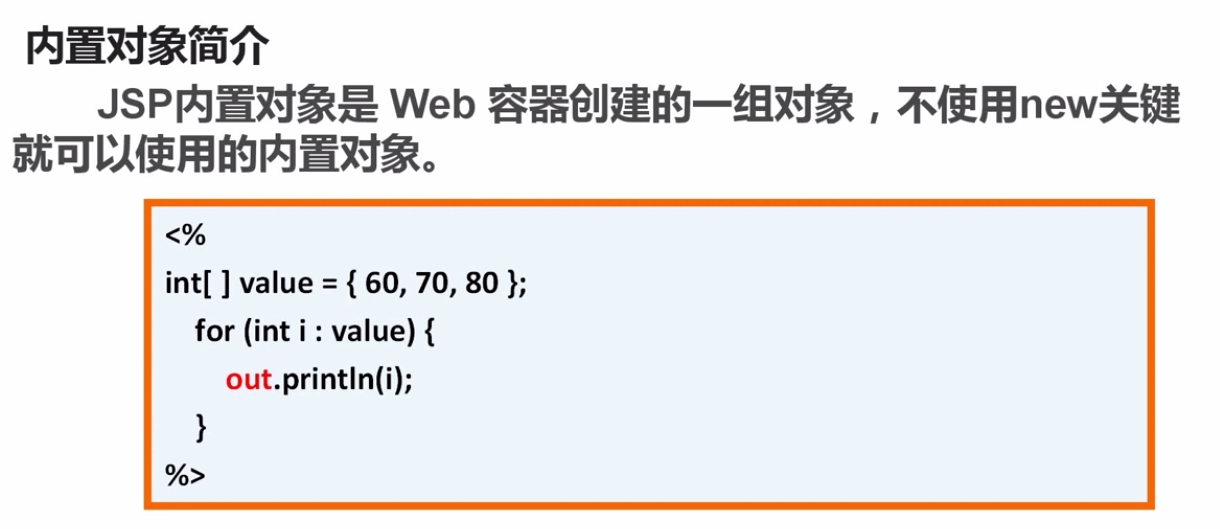 内置对象简介
JSP内置对象是 Web 容器创建的一组对象，不使用new关键
就可以使用的内置对象。
<%
int[ ] value = { 60, 70, 80 };
for (int i : value) {
out.println(i);
}
%>